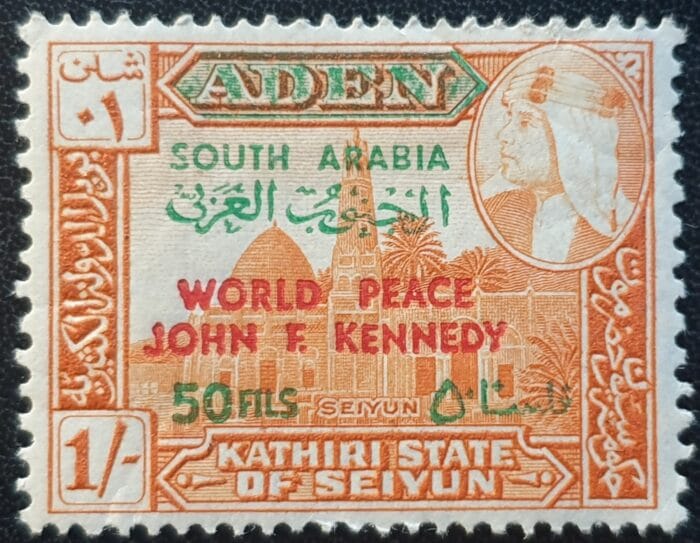 شلن
ADEN
٠١
SOUTH ARABIA
الجنوب العربي
WORLD PEACE
JOHN F. KENNEDY
50 FILS
٥٠ فلسا
SEIYUN
1/-
KATHIRI STATE
OF SEIYUN